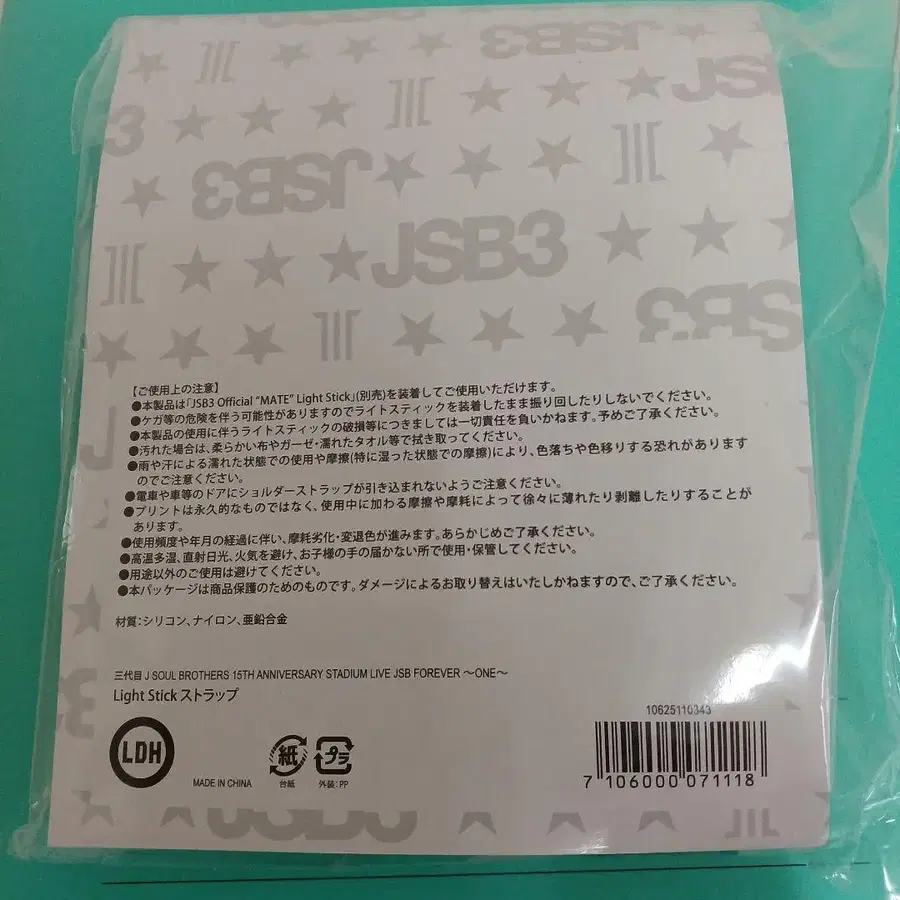 JSB3
JSB3
3
JSB3
JSB3
JSB3
【ご使用上の注意】
●本製品は「JSB3 Official “MATE” Light Stick」(別売)を装着してご使用いただけます。
●ケガ等の危険を伴う可能性がありますのでライトスティックを装着したまま振り回したりしないでください。
●本製品の使用に伴うライトスティックの破損等につきましては一切責任を負いかねます。予めご了承ください。
●汚れた場合は、柔らかい布やガーゼ・濡れたタオル等で拭き取ってください。
●雨や汗による濡れた状態での使用や摩擦(特に湿った状態での摩擦)により、色落ちや色移りする恐れがあります
のでご注意ください。
●電車や車等のドアにショルダーストラップが引き込まれないようご注意ください。
●プリントは永久的なものではなく、使用中に加わる摩擦や摩耗によって徐々に薄れたり剥離したりすることが
あります。
●使用頻度や年月の経過に伴い、摩耗劣化・変退色が進みます。あらかじめご了承ください。
●高温多湿、直射日光、火気を避け、お子様の手の届かない所で使用・保管してください。
●用途以外のご使用は避けてください。
●本パッケージは商品保護のためのものです。ダメージによるお取り替えはいたしかねますので、ご了承ください。
材質：シリコン、ナイロン、亜鉛合金
三代目 J SOUL BROTHERS 15TH ANNIVERSARY STADIUM LIVE JSB FOREVER ～ONE～
Light Stick ストラップ
10625110343
LDH
MADE IN CHINA
紙
台紙
プラ
外装：PP
7 106000 071118
JSB3